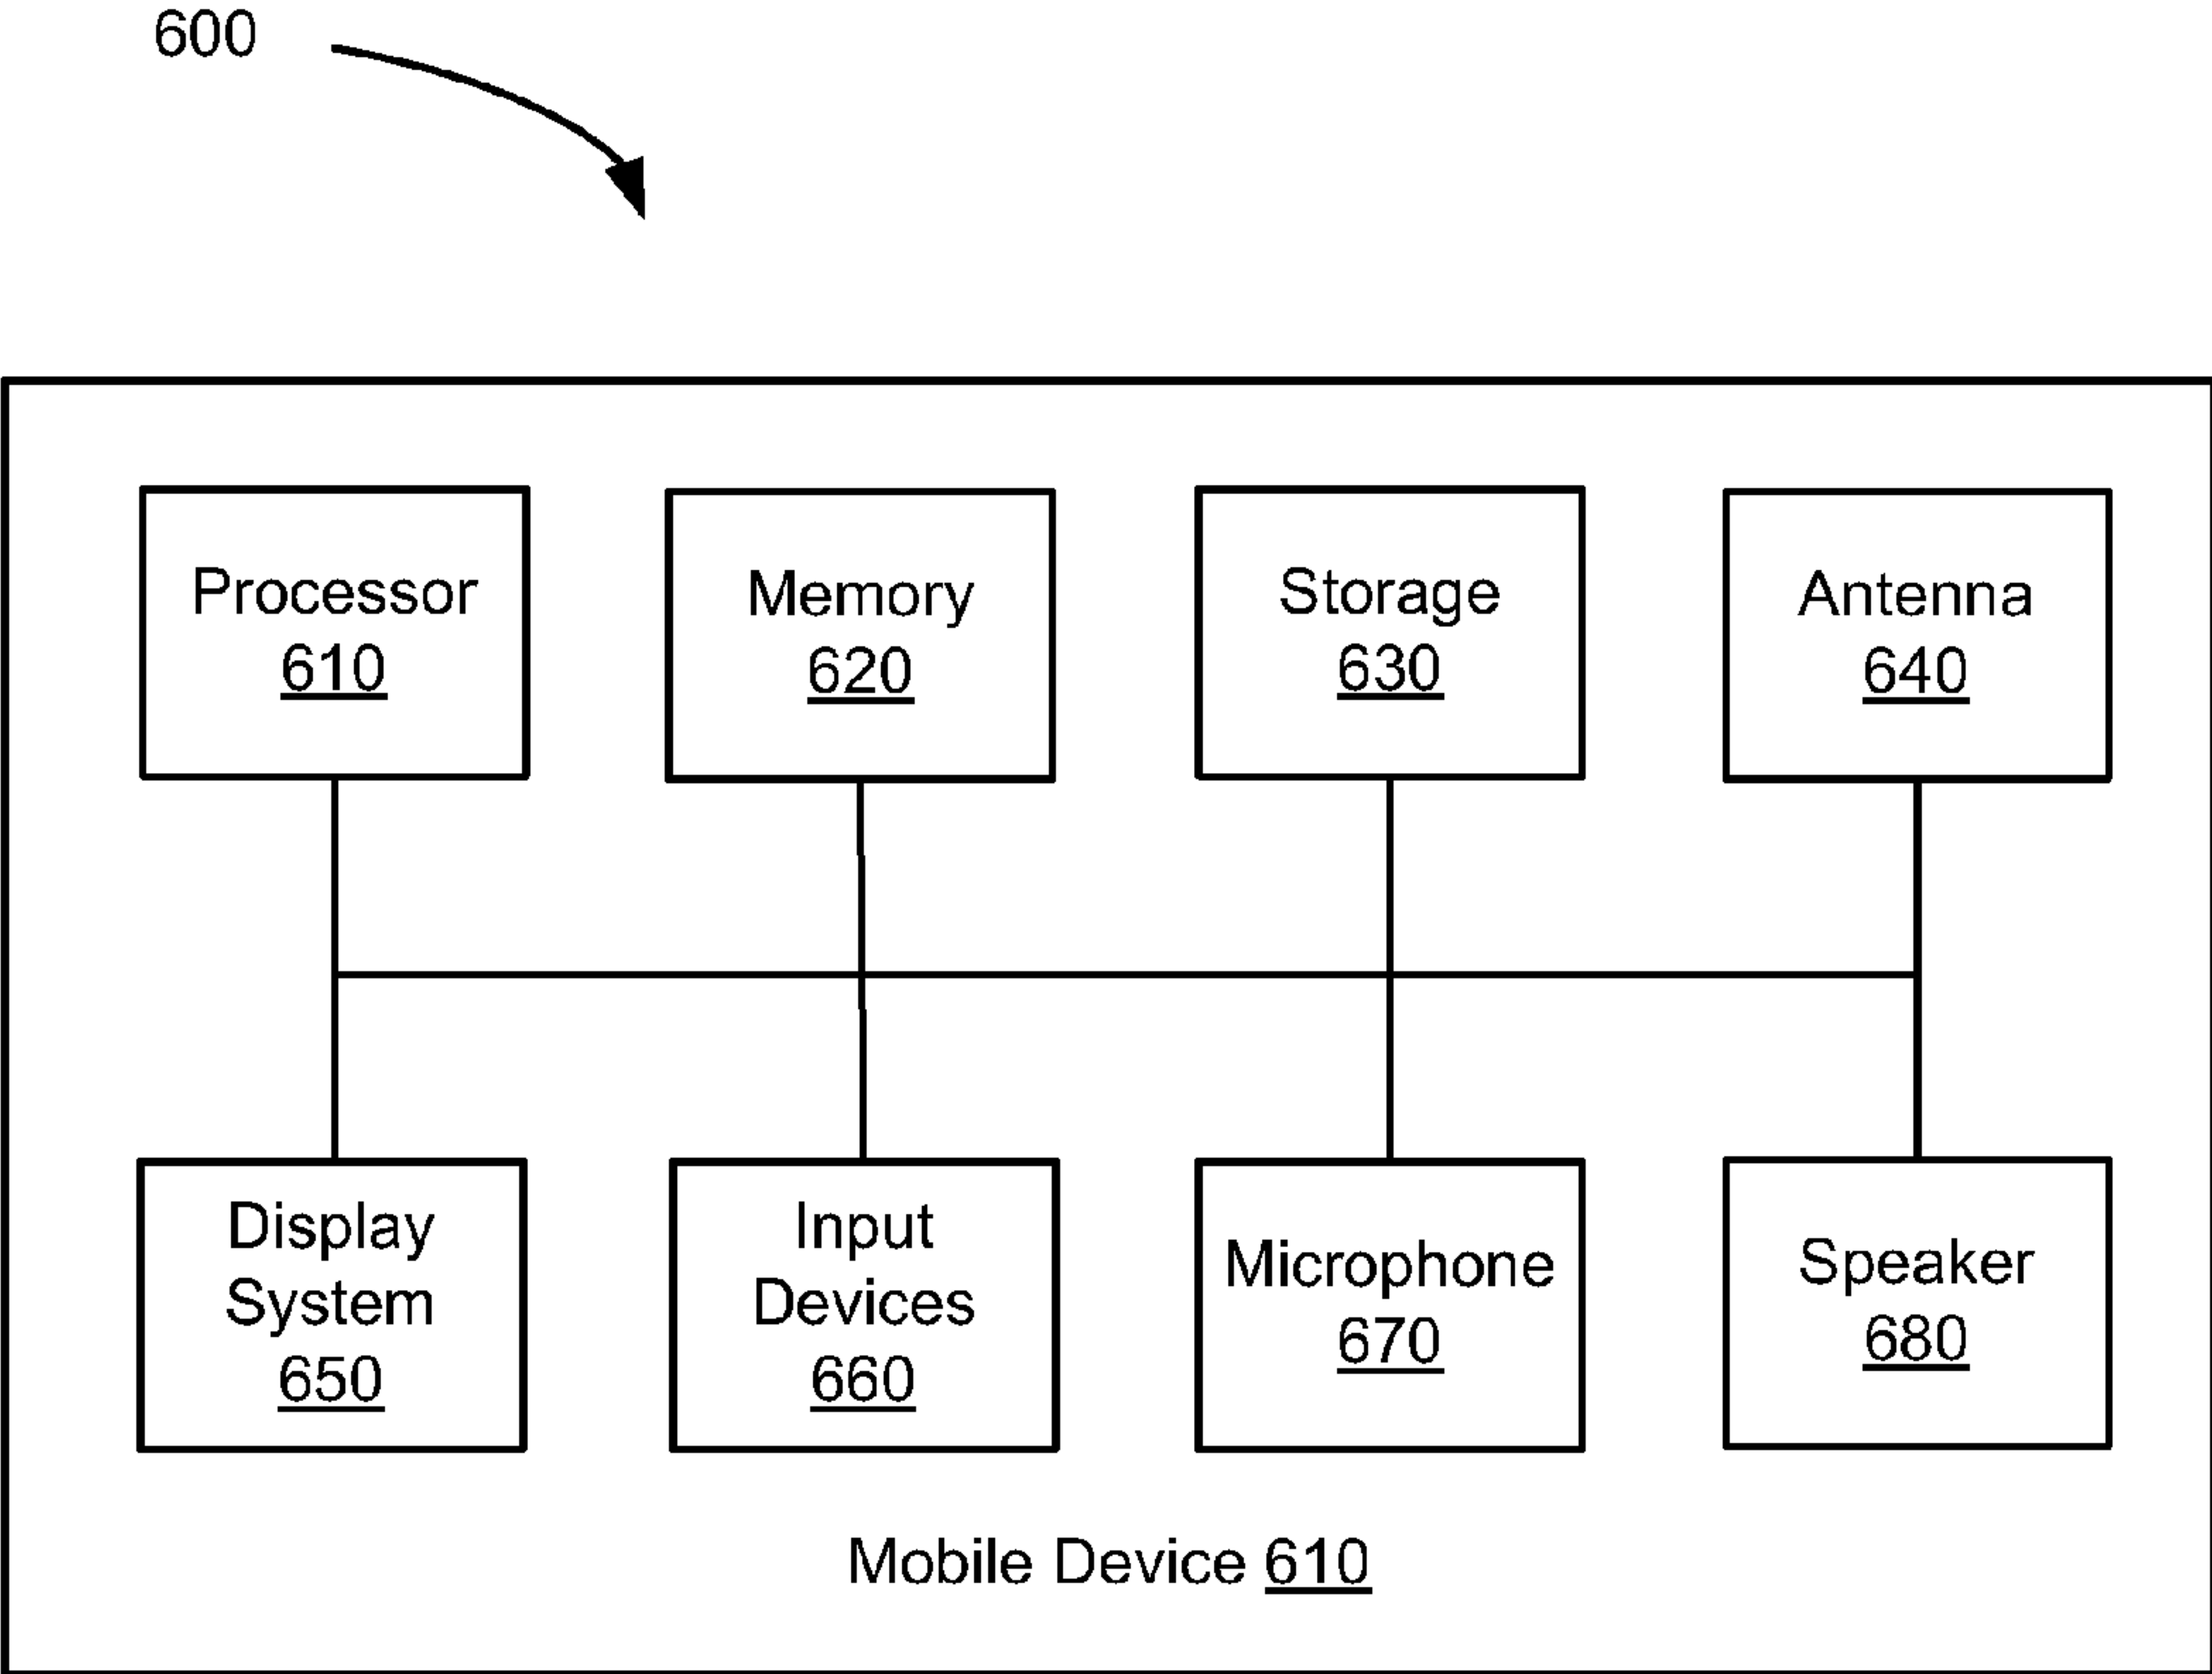 600
Processor
610
Memory
620
Storage
630
Antenna
640
Display
System
650
Input
Devices
660
Microphone
670
Speaker
680
Mobile Device 610